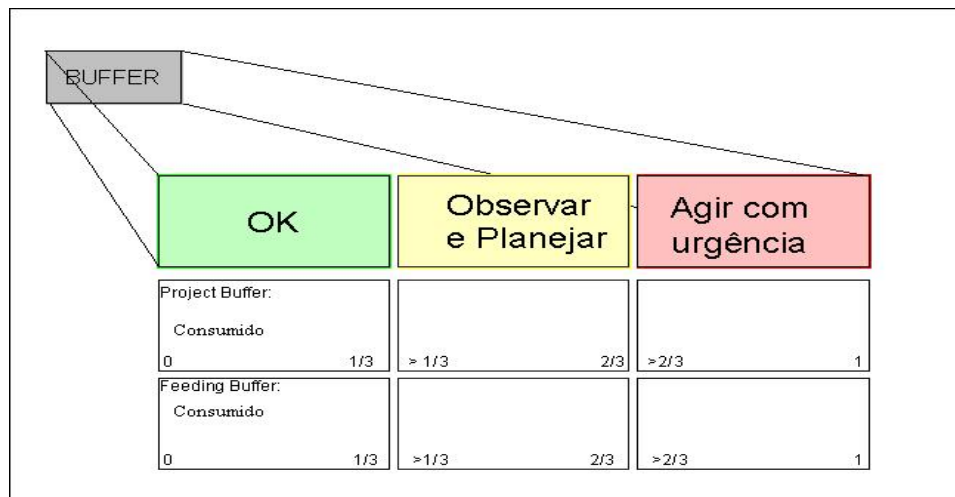 BUFFER
OK
Observar
e Planejar
Agir com
urgência
Project Buffer:
Consumido
0 1/3
> 1/3 2/3
>2/3 1
Feeding Buffer:
Consumido
0 1/3
>1/3 2/3
>2/3 1